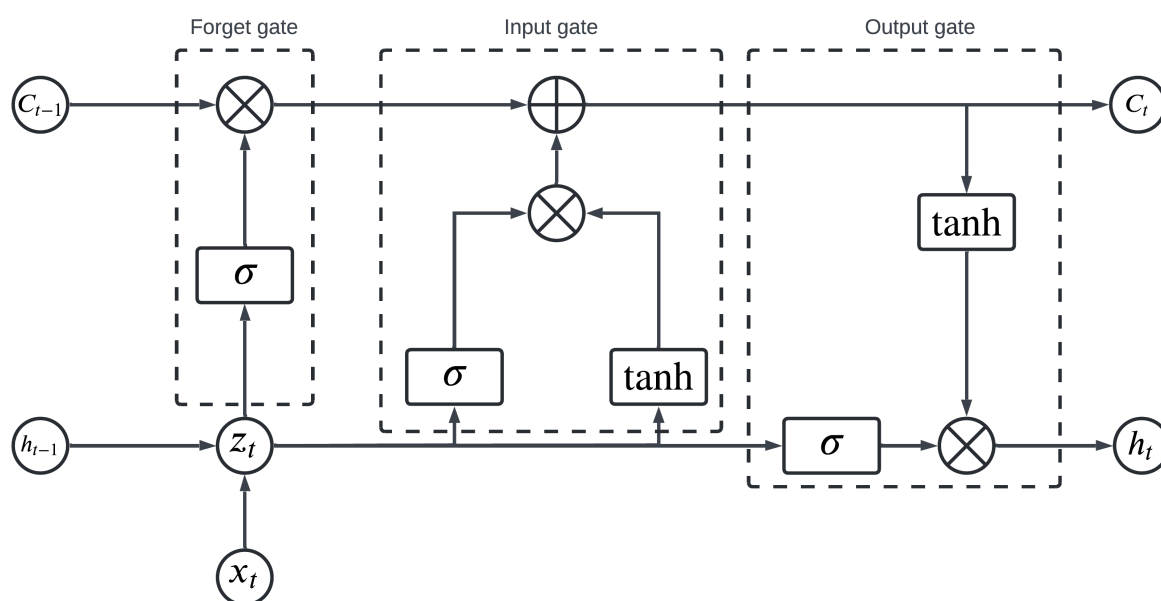 Forget gate
Input gate
Output gate
C_{t-1}
C_t
tanh
σ
σ
tanh
h_{t-1}
z_t
σ
h_t
x_t